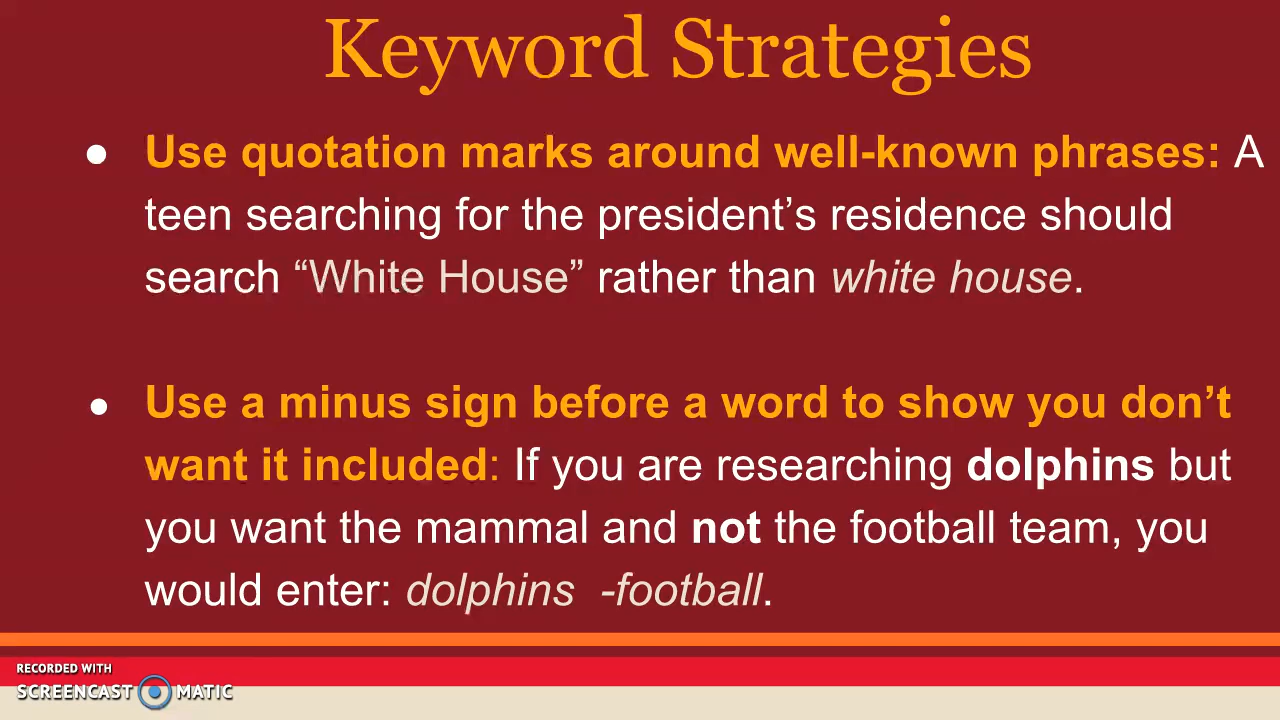 Keyword Strategies
● Use quotation marks around well-known phrases: A
teen searching for the president’s residence should
search “White House” rather than white house.
● Use a minus sign before a word to show you don’t
want it included: If you are researching dolphins but
you want the mammal and not the football team, you
would enter: dolphins -football.
RECORDED WITH
SCREENCAST MATIC